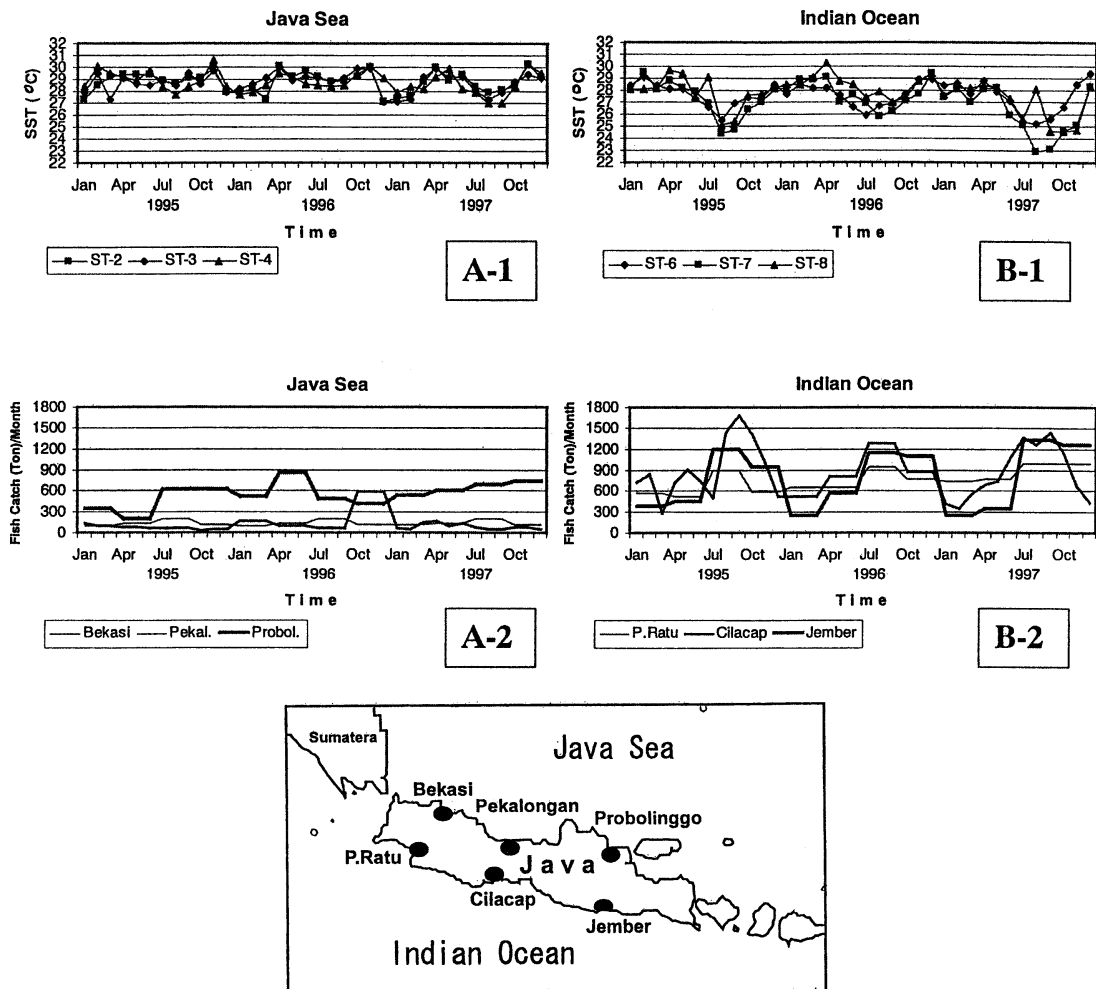 Java Sea
SST (°C)
32
31
30
29
28
27
26
25
24
23
22
Jan Apr Jul Oct Jan Apr Jul Oct Jan Apr Jul Oct
1995 1996 1997
Time
ST-2 ST-3 ST-4
A-1
Indian Ocean
SST (°C)
32
31
30
29
28
27
26
25
24
23
22
Jan Apr Jul Oct Jan Apr Jul Oct Jan Apr Jul Oct
1995 1996 1997
Time
ST-6 ST-7 ST-8
B-1
Java Sea
Fish Catch (Ton)/Month
1800
1500
1200
900
600
300
0
Jan Apr Jul Oct Jan Apr Jul Oct Jan Apr Jul Oct
1995 1996 1997
Time
Bekasi Pekal. Probol.
A-2
Indian Ocean
Fish Catch (Ton)/Month
1800
1500
1200
900
600
300
0
Jan Apr Jul Oct Jan Apr Jul Oct Jan Apr Jul Oct
1995 1996 1997
Time
P.Ratu Cilacap Jember
B-2
Sumatera
Java Sea
Bekasi
Pekalongan
Probolinggo
P.Ratu
Java
Cilacap
Jember
Indian Ocean